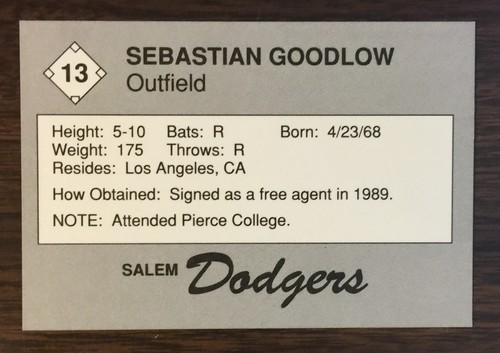 13
SEBASTIAN GOODLOW
Outfield
Height: 5-10 Bats: R Born: 4/23/68
Weight: 175 Throws: R
Resides: Los Angeles, CA
How Obtained: Signed as a free agent in 1989.
NOTE: Attended Pierce College.
SALEM Dodgers